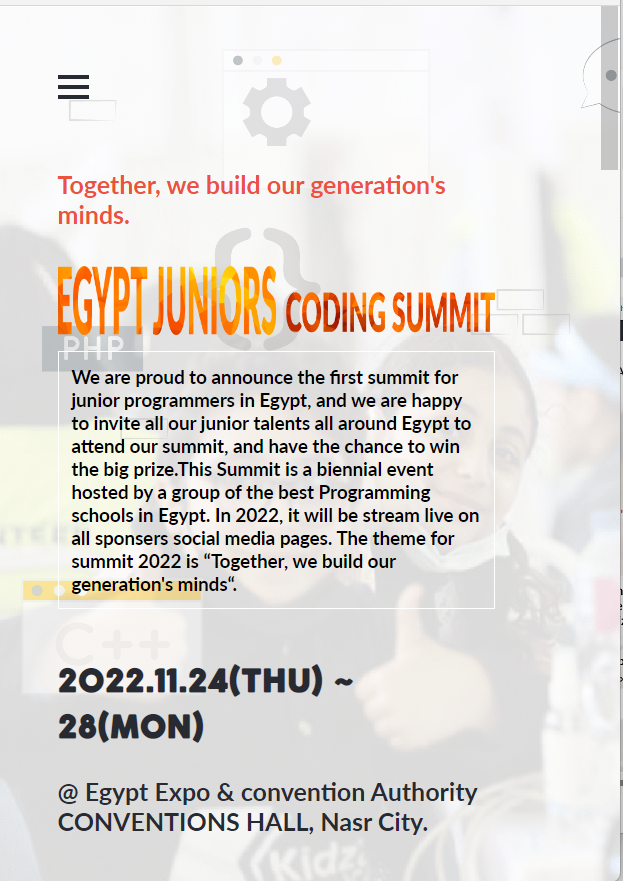 Together, we build our generation's
minds.
EGYPT JUNIORS CODING SUMMIT
PHP
We are proud to announce the first summit for
junior programmers in Egypt, and we are happy
to invite all our junior talents all around Egypt to
attend our summit, and have the chance to win
the big prize.This Summit is a biennial event
hosted by a group of the best Programming
schools in Egypt. In 2022, it will be stream live on
all sponsers social media pages. The theme for
summit 2022 is “Together, we build our
generation's minds“.
C++
2022.11.24(THU) ~
28(MON)
@ Egypt Expo & convention Authority
CONVENTIONS HALL, Nasr City.